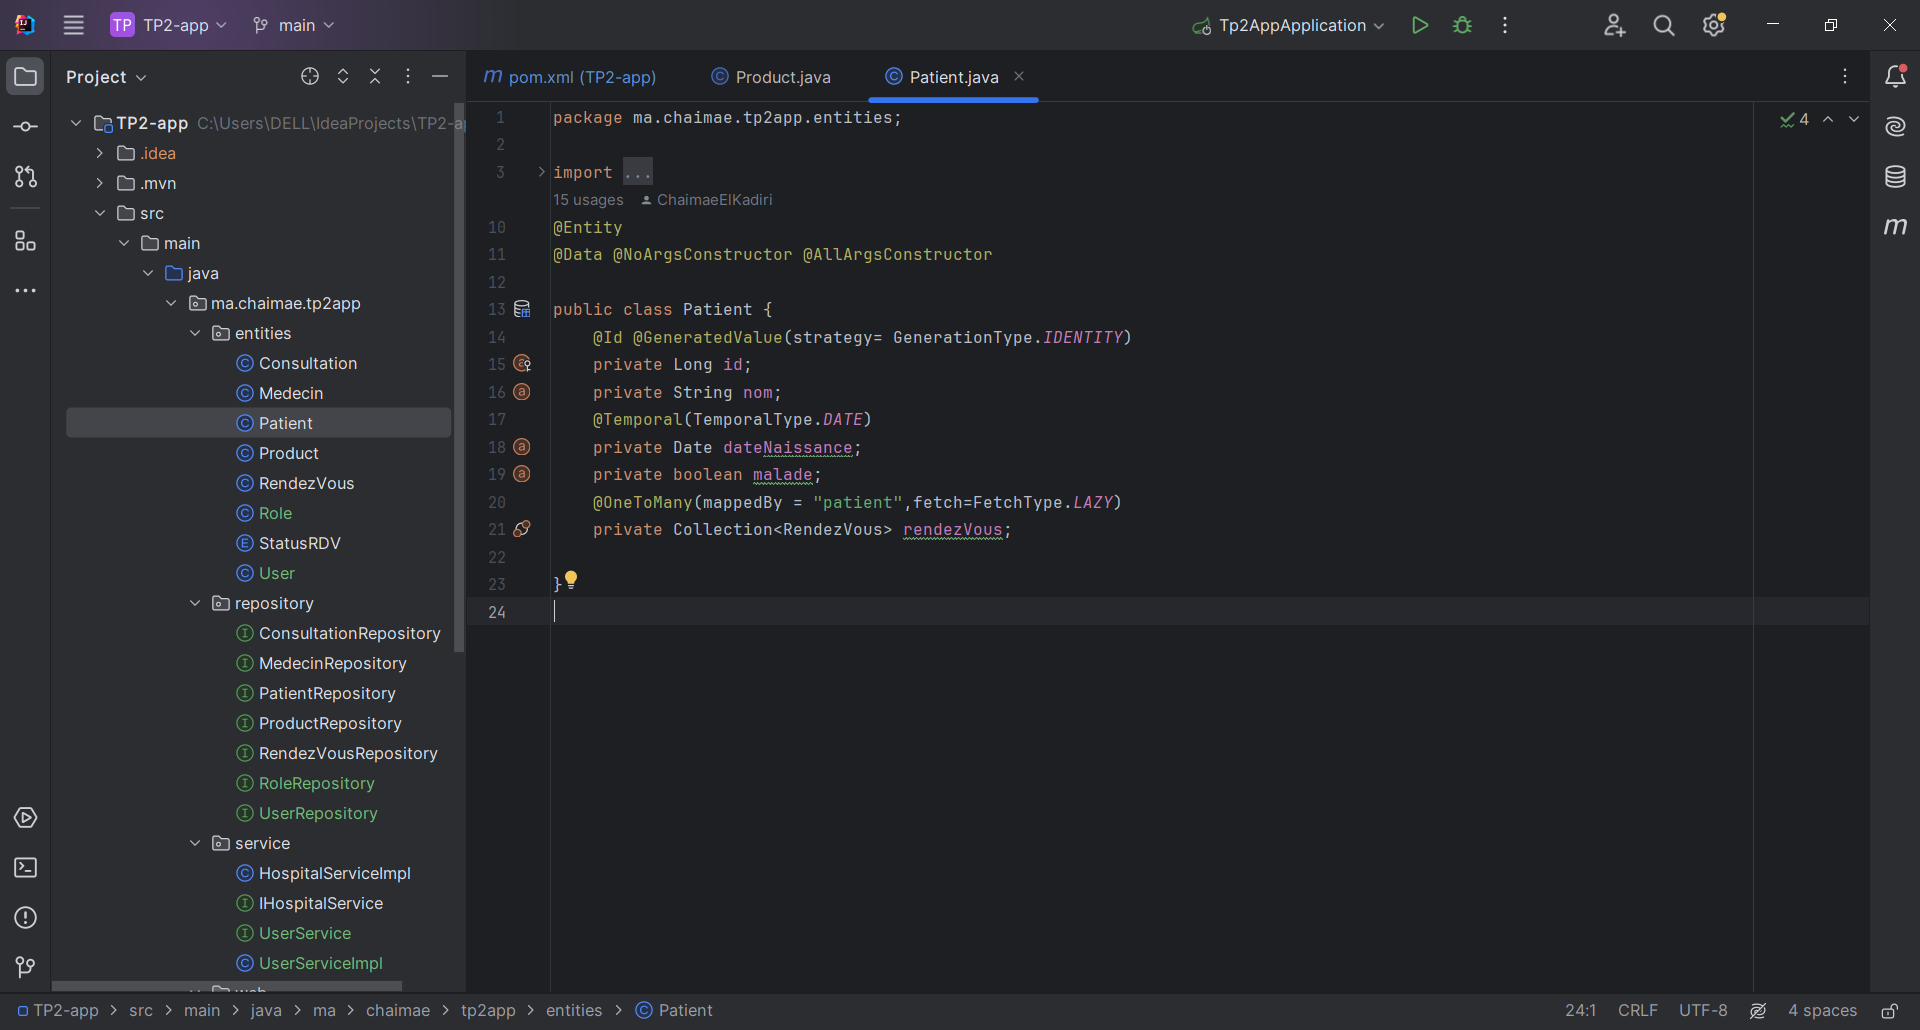 TP TP2-app main Tp2AppApplication
Project
TP2-app C:\Users\DELL\IdeaProjects\TP2-a
.idea
.mvn
src
main
java
ma.chaimae.tp2app
entities
Consultation
Medecin
Patient
Product
RendezVous
Role
StatusRDV
User
repository
ConsultationRepository
MedecinRepository
PatientRepository
ProductRepository
RendezVousRepository
RoleRepository
UserRepository
service
HospitalServiceImpl
IHospitalService
UserService
UserServiceImpl
m pom.xml (TP2-app) Product.java Patient.java
4
1 package ma.chaimae.tp2app.entities;
2
3 import ...
15 usages ChaimaeElKadiri
10 @Entity
11 @Data @NoArgsConstructor @AllArgsConstructor
12
13 public class Patient {
14 @Id @GeneratedValue(strategy= GenerationType.IDENTITY)
15 private Long id;
16 private String nom;
17 @Temporal(TemporalType.DATE)
18 private Date dateNaissance;
19 private boolean malade;
20 @OneToMany(mappedBy = "patient",fetch=FetchType.LAZY)
21 private Collection<RendezVous> rendezVous;
22
23 }
24
m
TP2-app > src > main > java > ma > chaimae > tp2app > entities > Patient
24:1 CRLF UTF-8 4 spaces